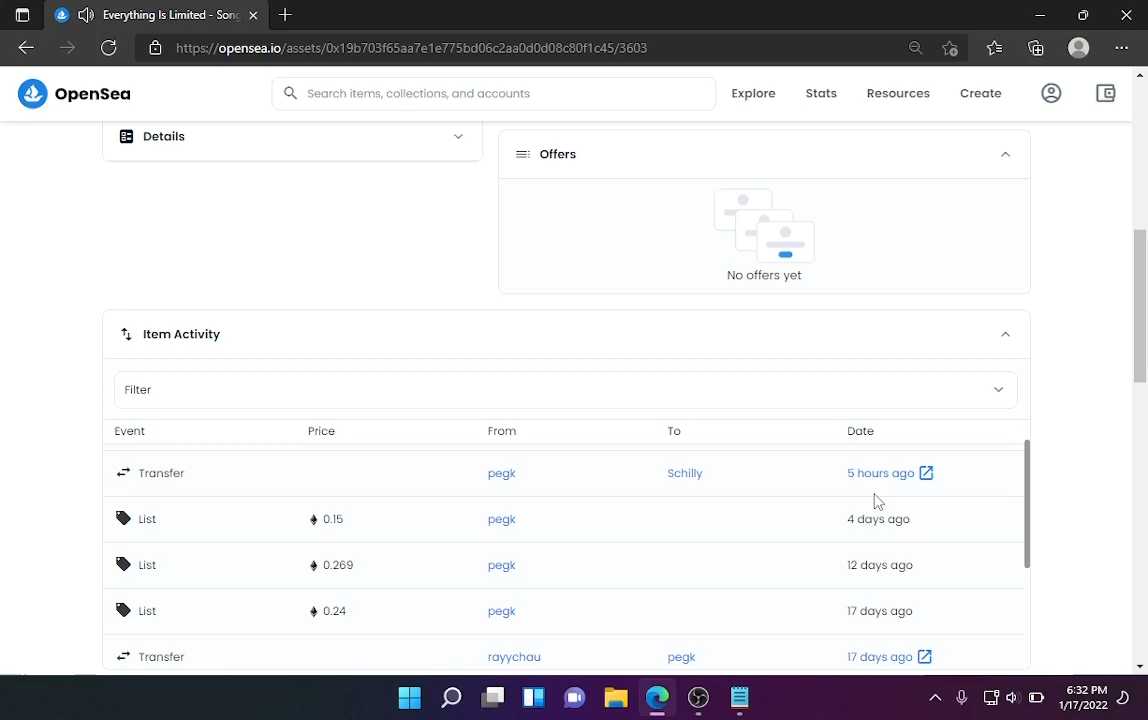 Everything Is Limited - Song
https://opensea.io/assets/0x19b703f65aa7e1e775bd06c2aa0d0d08c80f1c45/3603
OpenSea
Search items, collections, and accounts
Explore Stats Resources Create
Details
Offers
No offers yet
Item Activity
Filter
Event Price From To Date
Transfer pegk Schilly 5 hours ago
List 0.15 pegk 4 days ago
List 0.269 pegk 12 days ago
List 0.24 pegk 17 days ago
Transfer rayychau pegk 17 days ago
6:32 PM
1/17/2022